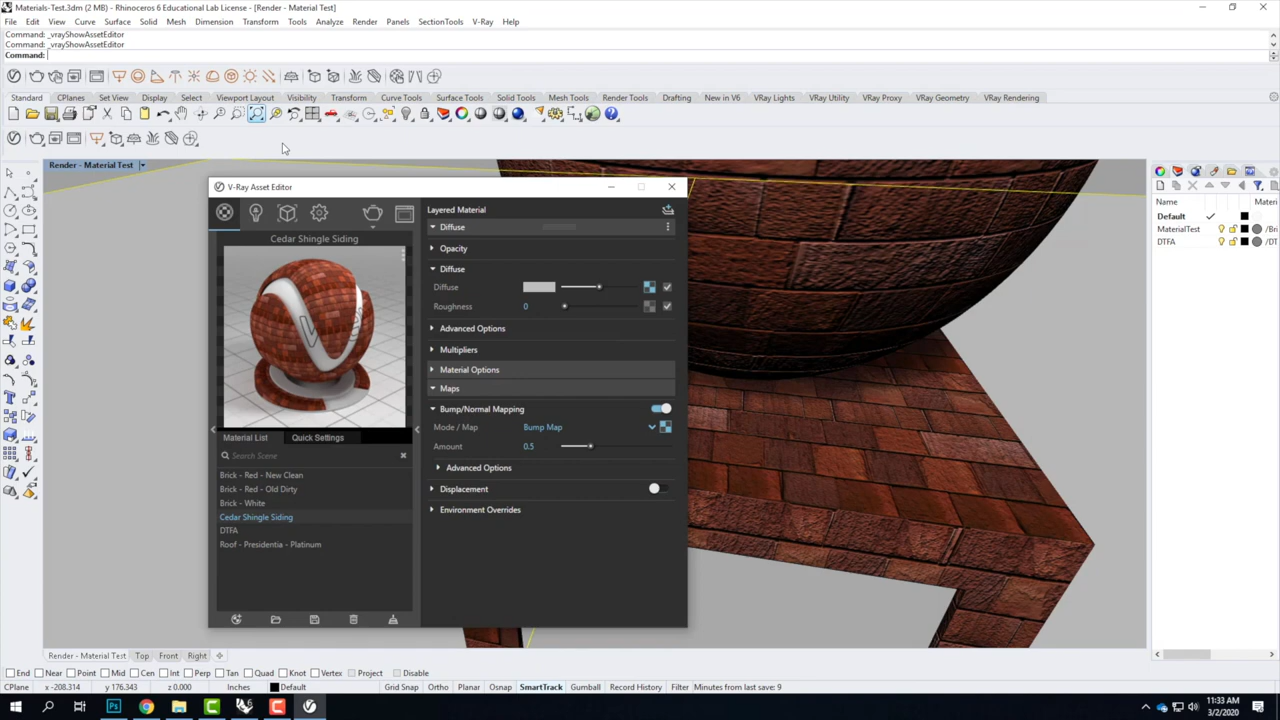 Materials-Test.3dm (2 MB) - Rhinoceros 6 Educational Lab License - [Render - Material Test]
File Edit View Curve Surface Solid Mesh Dimension Transform Tools Analyze Render Panels SectionTools V-Ray Help
Command: _vrayShowAssetEditor
Command: _vrayShowAssetEditor
Command:
Standard CPlanes Set View Display Select Viewport Layout Visibility Transform Curve Tools Surface Tools Solid Tools Mesh Tools Render Tools Drafting New in V6 VRay Lights VRay Utility VRay Proxy VRay Geometry VRay Rendering
Render - Material Test
V-Ray Asset Editor
Cedar Shingle Siding
Layered Material
Diffuse
Opacity
Diffuse
Diffuse
Roughness 0
Advanced Options
Multipliers
Material Options
Maps
Bump/Normal Mapping
Mode / Map Bump Map
Amount 0.5
Advanced Options
Displacement
Environment Overrides
Material List Quick Settings
Search Scene
Brick - Red - New Clean
Brick - Red - Old Dirty
Brick - White
Cedar Shingle Siding
DTFA
Roof - Presidentia - Platinum
Name Materi
Default
MaterialTest /Bri
DTFA /DT
Render - Material Test Top Front Right
End Near Point Mid Cen Int Perp Tan Quad Knot Vertex Project Disable
CPlane x -208.314 y 176.343 z 0.000 Inches Default Grid Snap Ortho Planar Osnap SmartTrack Gumball Record History Filter Minutes from last save: 9
11:33 AM
3/2/2020